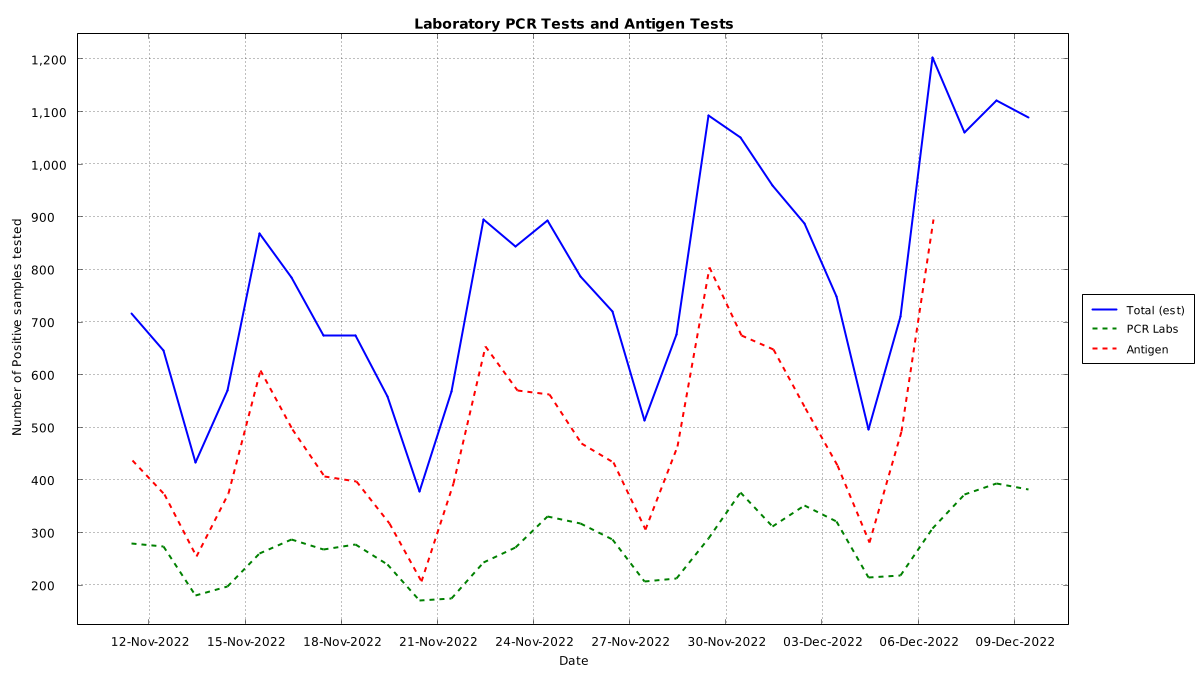 Laboratory PCR Tests and Antigen Tests
Number of Positive samples tested
1,200
1,100
1,000
900
800
700
600
500
400
300
200
12-Nov-2022 15-Nov-2022 18-Nov-2022 21-Nov-2022 24-Nov-2022 27-Nov-2022 30-Nov-2022 03-Dec-2022 06-Dec-2022 09-Dec-2022
Date
Total (est)
PCR Labs
Antigen